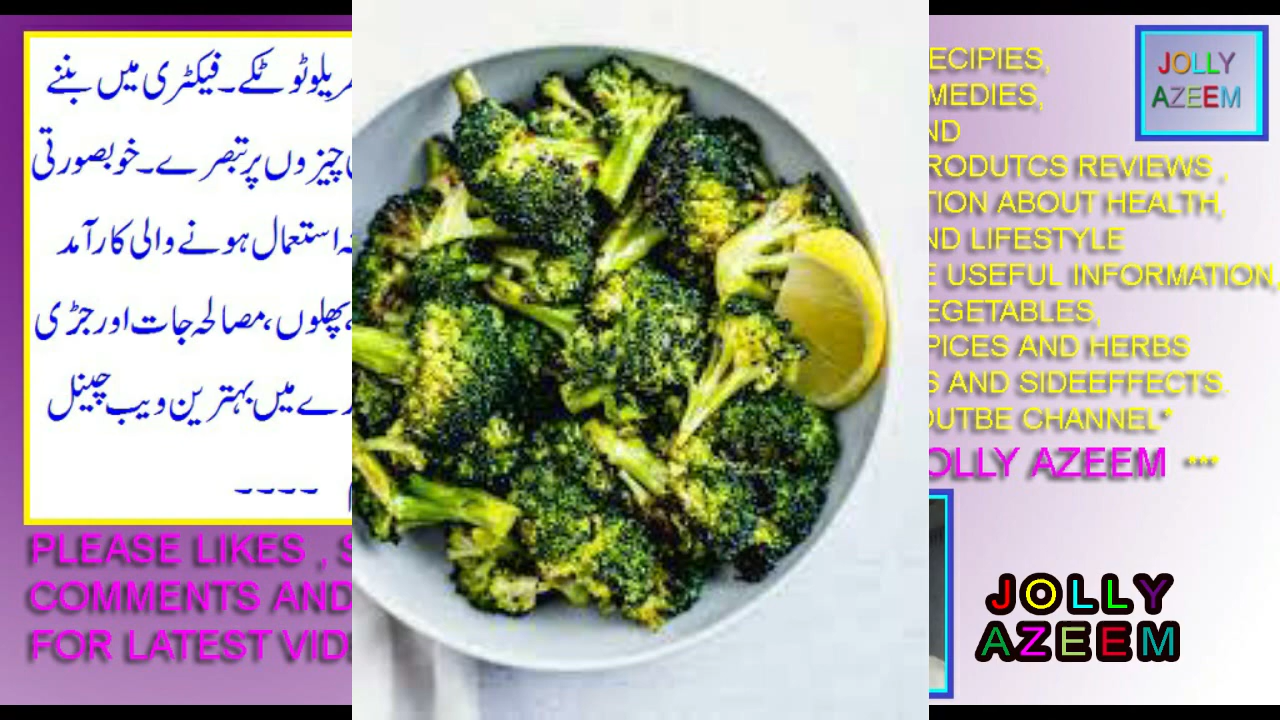 ریلو ٹوٹکے۔ فیکٹری میں بننے
چیزوں پر تبصرے۔ خوبصورتی
استعمال ہونے والی کارآمد
،پھلوں، مصالحہ جات اور جڑی
رے میں بہترین ویب چینل
----
PLEASE LIKES , S
COMMENTS AND
FOR LATEST VID
ECIPIES,
MEDIES,
ND
RODUTCS REVIEWS ,
TION ABOUT HEALTH,
ND LIFESTYLE
E USEFUL INFORMATION,
EGETABLES,
PICES AND HERBS
S AND SIDEEFFECTS.
OUTBE CHANNEL*
OLLY AZEEM ***
JOLLY
AZEEM
JOLLY
AZEEM